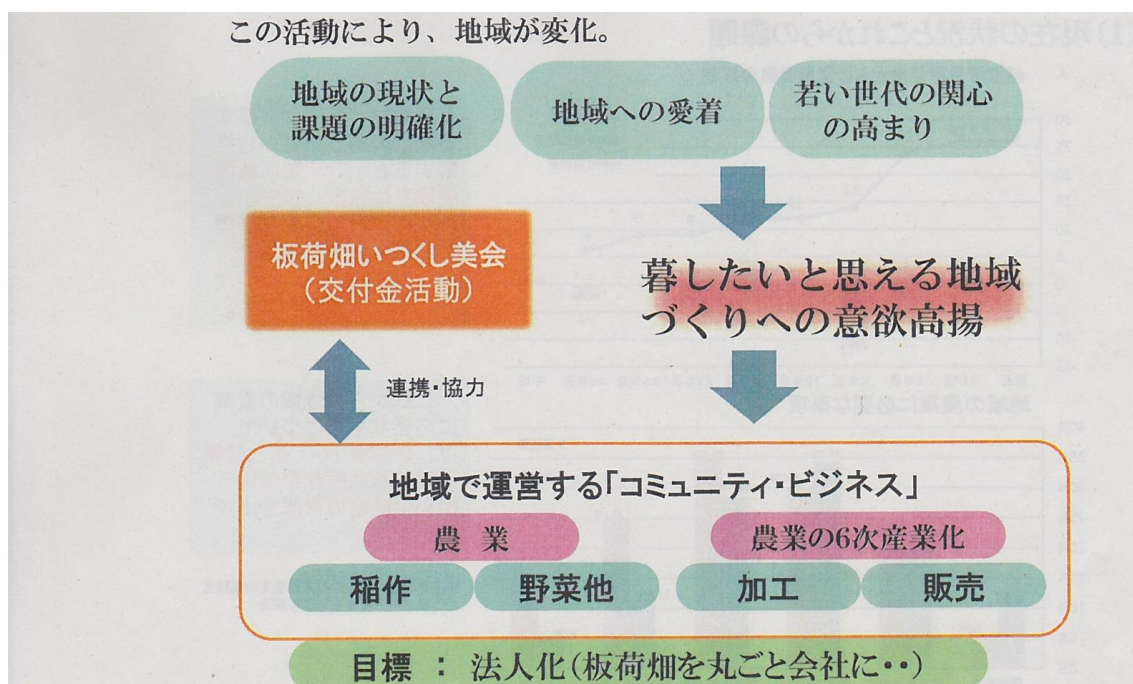 この活動により、地域が変化。
地域の現状と
課題の明確化
地域への愛着
若い世代の関心
の高まり
板荷畑いつくし美会
（交付金活動）
暮したいと思える地域
づくりへの意欲高揚
連携・協力
地域で運営する「コミュニティ・ビジネス」
農 業
農業の6次産業化
稲作
野菜他
加工
販売
目標 ： 法人化（板荷畑を丸ごと会社に・・）